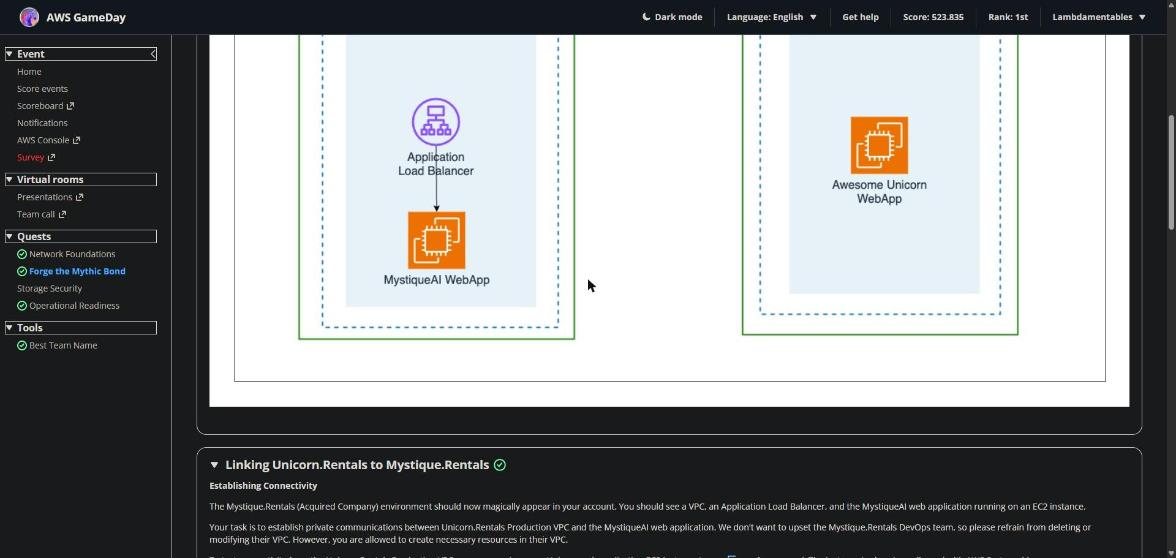 AWS GameDay
Dark mode
Language: English
Get help
Score: 523.835
Rank: 1st
Lambdamentables
Event
Home
Score events
Scoreboard
Notifications
AWS Console
Survey
Virtual rooms
Presentations
Team call
Quests
Network Foundations
Forge the Mythic Bond
Storage Security
Operational Readiness
Tools
Best Team Name
Application
Load Balancer
MystiqueAI WebApp
Awesome Unicorn
WebApp
Linking Unicorn.Rentals to Mystique.Rentals
Establishing Connectivity
The Mystique.Rentals (Acquired Company) environment should now magically appear in your account. You should see a VPC, an Application Load Balancer, and the MystiqueAI web application running on an EC2 instance.
Your task is to establish private communications between Unicorn.Rentals Production VPC and the MystiqueAI web application. We don't want to upset the Mystique.Rentals DevOps team, so please refrain from deleting or
modifying their VPC. However, you are allowed to create necessary resources in their VPC.